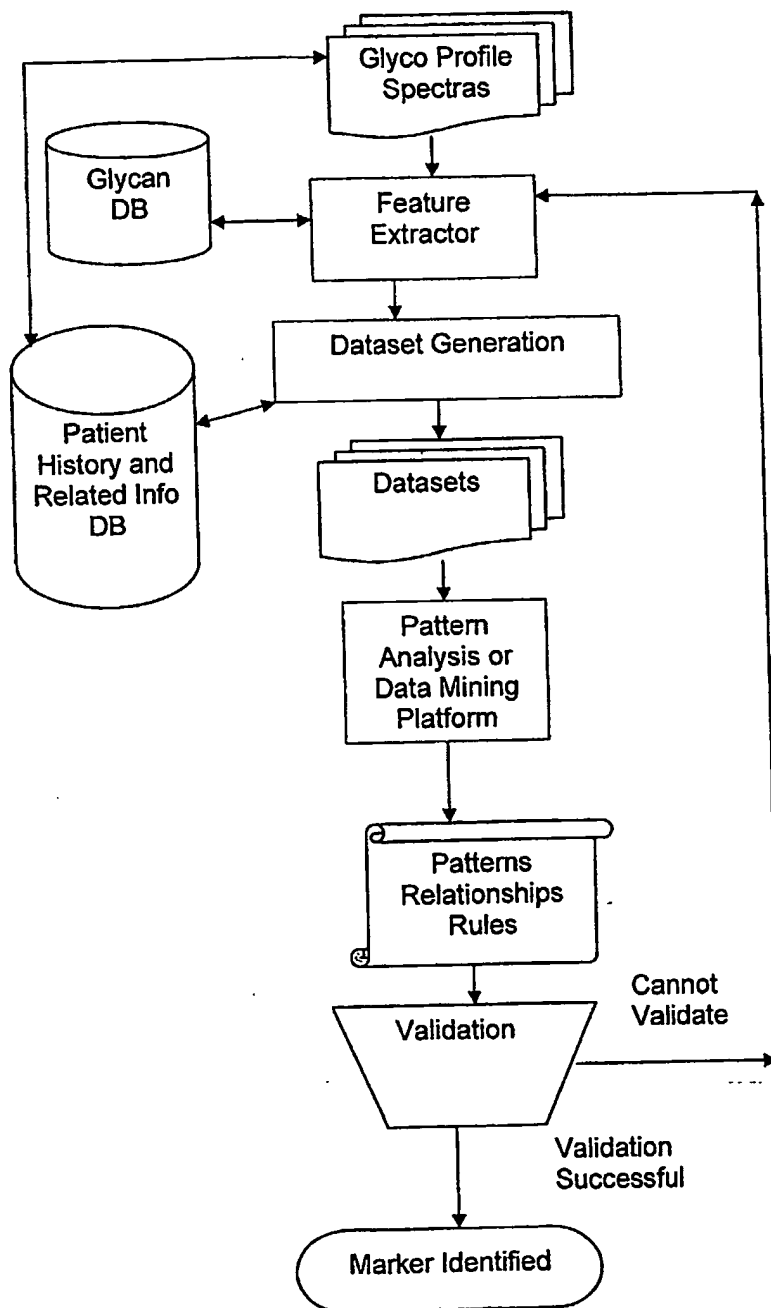 Glyco Profile
Spectras
Glycan
DB
Feature
Extractor
Dataset Generation
Patient
History and
Related Info
DB
Datasets
Pattern
Analysis or
Data Mining
Platform
Patterns
Relationships
Rules
Cannot
Validate
Validation
Validation
Successful
Marker Identified